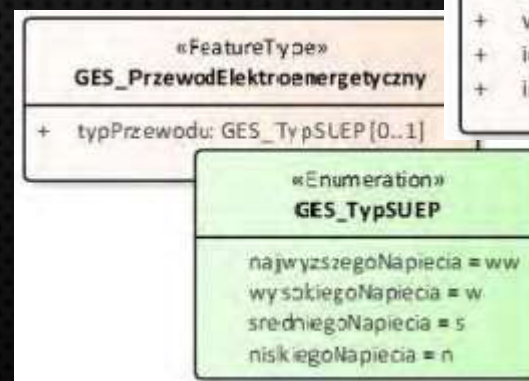 «FeatureType»
GES_PrzewodElektroenergetyczny
+ typPrzewodu: GES_TypSUEP [0..1]
«Enumeration»
GES_TypSUEP
najwyzszegoNapiecia = ww
wysokiegoNapiecia = w
sredniegoNapiecia = s
niskiegoNapiecia = n